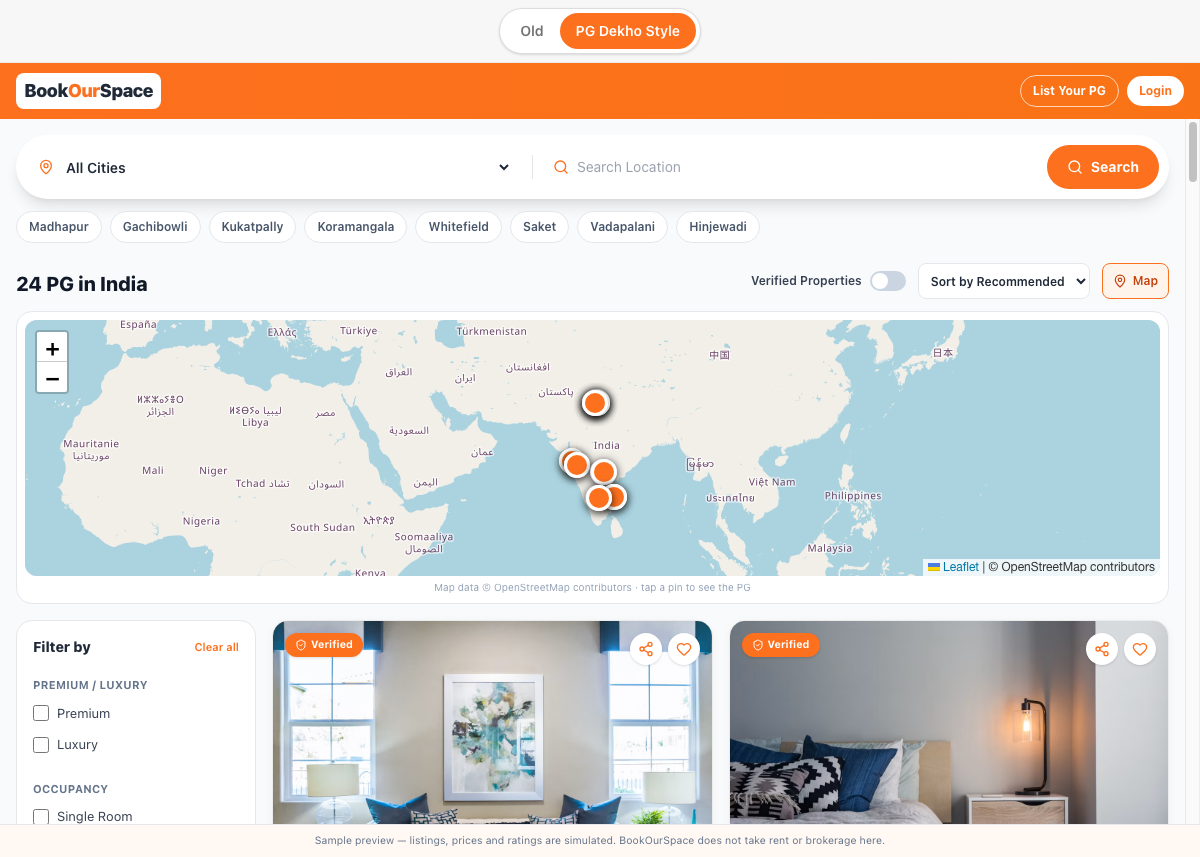 Old
PG Dekho Style
BookOurSpace
List Your PG
Login
All Cities
Search Location
Search
Madhapur
Gachibowli
Kukatpally
Koramangala
Whitefield
Saket
Vadapalani
Hinjewadi
24 PG in India
Verified Properties
Sort by Recommended
Map
+
−
España
Ελλάς
Türkiye
Türkmenistan
中国
日本
العراق
ایران
افغانستان
پاکستان
الجزائر
ليبيا
Libya
مصر
السعودية
India
Mauritanie
موريتانيا
عمان
Mali
Niger
Tchad تشاد
السودان
اليمن
Việt Nam
ประเทศไทย
Philippines
Nigeria
South Sudan
ኢትዮጵያ
Soomaaliya
الصومال
Malaysia
Kenya
Leaflet | © OpenStreetMap contributors
Map data © OpenStreetMap contributors · tap a pin to see the PG
Filter by
Clear all
PREMIUM / LUXURY
Premium
Luxury
OCCUPANCY
Single Room
Verified
Verified
Sample preview — listings, prices and ratings are simulated. BookOurSpace does not take rent or brokerage here.